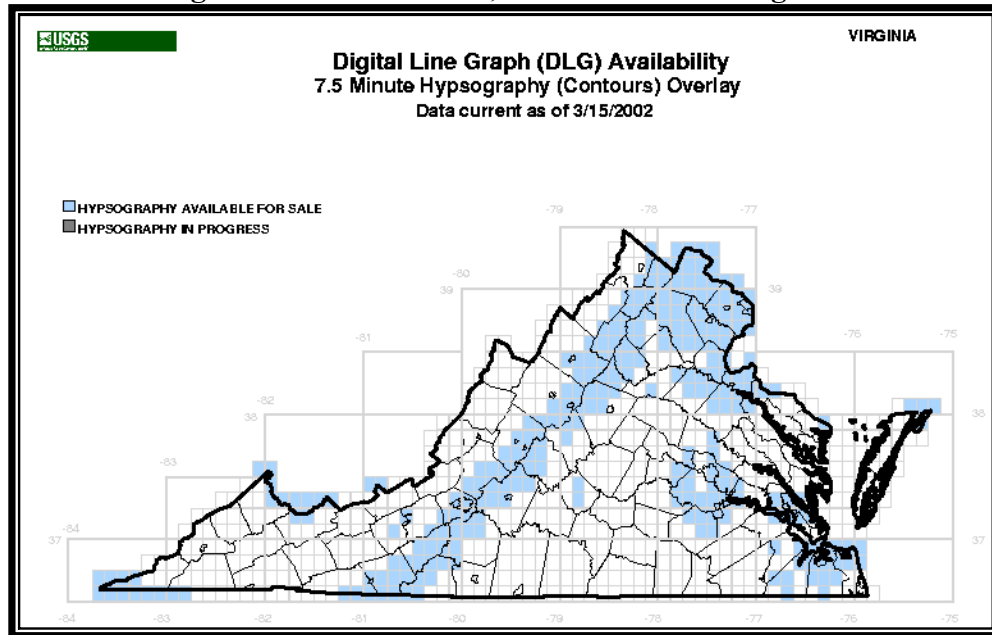 USGS
VIRGINIA
Digital Line Graph (DLG) Availability
7.5 Minute Hypsography (Contours) Overlay
Data current as of 3/15/2002
HYPSOGRAPHY AVAILABLE FOR SALE
HYPSOGRAPHY IN PROGRESS
-79 -78 -77
-80
39 39
-81 -76 -75
-82
38 38
-83
-84
37 37
-84 -83 -82 -81 -80 -79 -78 -77 -76 -75